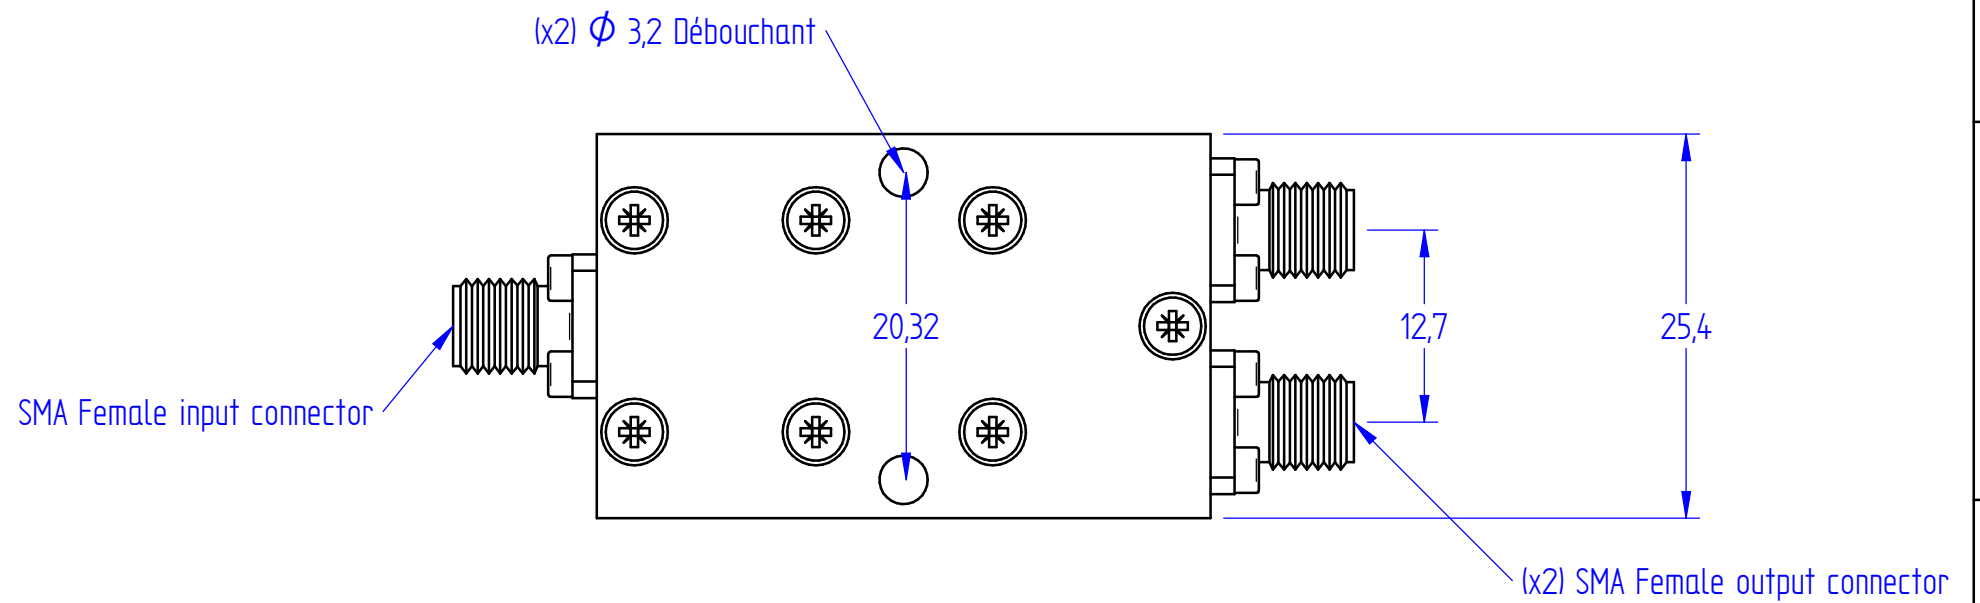 (x2) ϕ 3,2 Débouchant
20,32
12,7
25,4
SMA Female input connector
(x2) SMA Female output connector